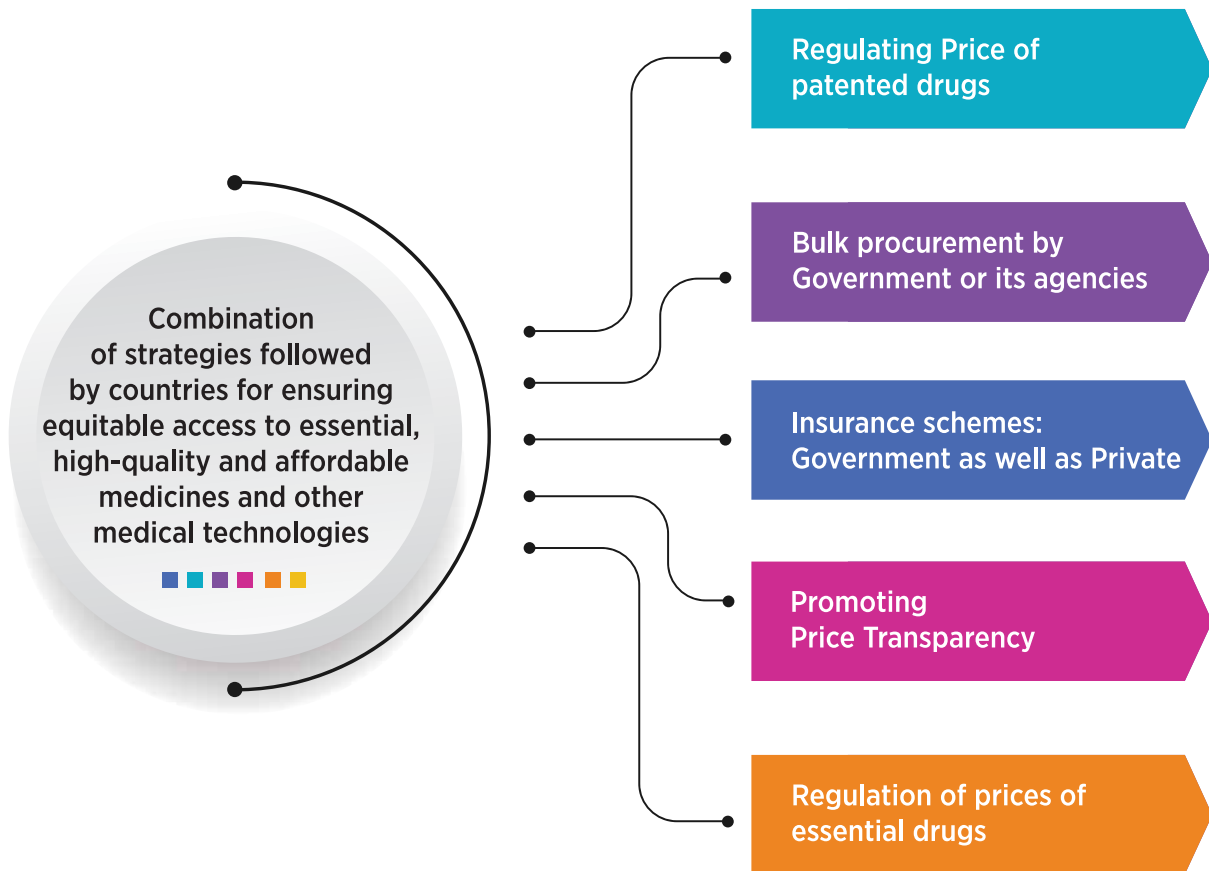 Combination
of strategies followed
by countries for ensuring
equitable access to essential,
high-quality and affordable
medicines and other
medical technologies
Regulating Price of
patented drugs
Bulk procurement by
Government or its agencies
Insurance schemes:
Government as well as Private
Promoting
Price Transparency
Regulation of prices of
essential drugs